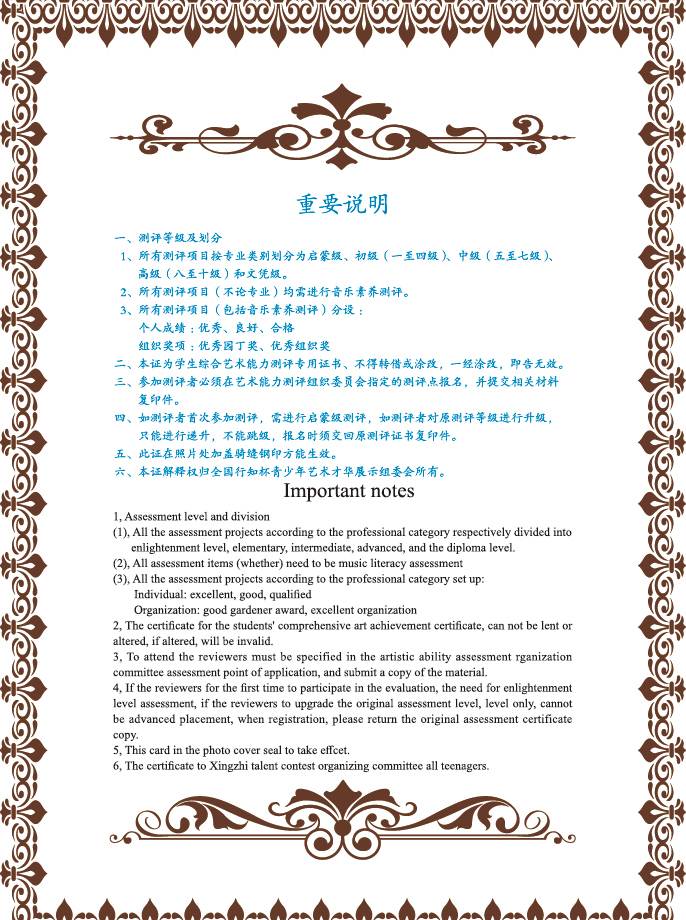 重要说明
一、测评等级及划分
1、所有测评项目按专业类别划分为启蒙级、初级（一至四级）、中级（五至七级）、
高级（八至十级）和文凭级。
2、所有测评项目（不论专业）均需进行音乐素养测评。
3、所有测评项目（包括音乐素养测评）分设：
个人成绩：优秀、良好、合格
组织奖项：优秀园丁奖、优秀组织奖
二、本证为学生综合艺术能力测评专用证书、不得转借或涂改，一经涂改，即告无效。
三、参加测评者必须在艺术能力测评组织委员会指定的测评点报名，并提交相关材料
复印件。
四、如测评者首次参加测评，需进行启蒙级测评，如测评者对原测评等级进行升级，
只能进行递升，不能跳级，报名时须交回原测评证书复印件。
五、此证在照片处加盖骑缝钢印方能生效。
六、本证解释权归全国行知杯青少年艺术才华展示组委会所有。
Important notes
1, Assessment level and division
(1), All the assessment projects according to the professional category respectively divided into
enlightenment level, elementary, intermediate, advanced, and the diploma level.
(2), All assessment items (whether) need to be music literacy assessment
(3), All the assessment projects according to the professional category set up:
Individual: excellent, good, qualified
Organization: good gardener award, excellent organization
2, The certificate for the students' comprehensive art achievement certificate, can not be lent or
altered, if altered, will be invalid.
3, To attend the reviewers must be specified in the artistic ability assessment rganization
committee assessment point of application, and submit a copy of the material.
4, If the reviewers for the first time to participate in the evaluation, the need for enlightenment
level assessment, if the reviewers to upgrade the original assessment level, level only, cannot
be advanced placement, when registration, please return the original assessment certificate
copy.
5, This card in the photo cover seal to take effcet.
6, The certificate to Xingzhi talent contest organizing committee all teenagers.